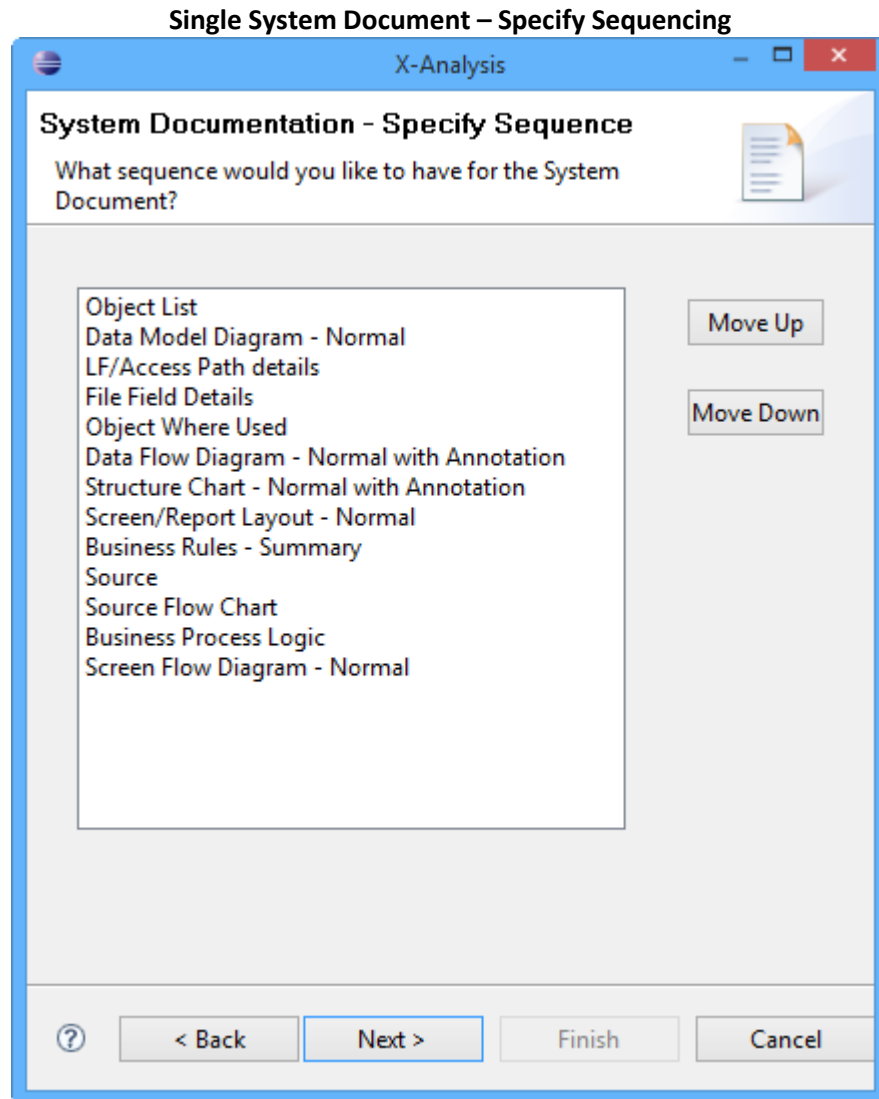 Single System Document – Specify Sequencing
X-Analysis
System Documentation - Specify Sequence
What sequence would you like to have for the System
Document?
Object List
Data Model Diagram - Normal
LF/Access Path details
File Field Details
Object Where Used
Data Flow Diagram - Normal with Annotation
Structure Chart - Normal with Annotation
Screen/Report Layout - Normal
Business Rules - Summary
Source
Source Flow Chart
Business Process Logic
Screen Flow Diagram - Normal
Move Up
Move Down
? < Back Next > Finish Cancel